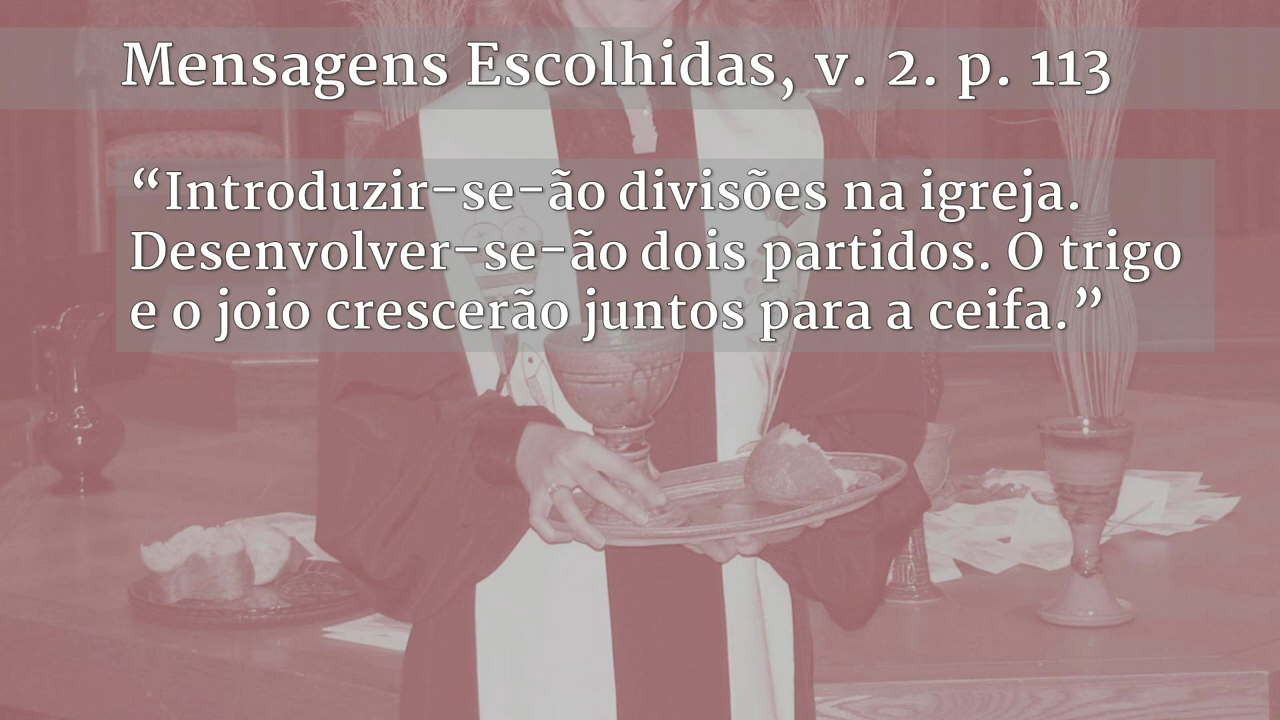 Mensagens Escolhidas, v. 2. p. 113
“Introduzir-se-ão divisões na igreja.
Desenvolver-se-ão dois partidos. O trigo
e o joio crescerão juntos para a ceifa.”